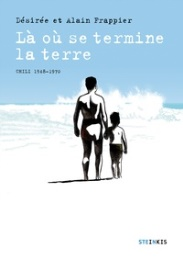 Désirée et Alain Frappier
Là où se termine
la terre
CHILI 1948-1970
STEINKIS